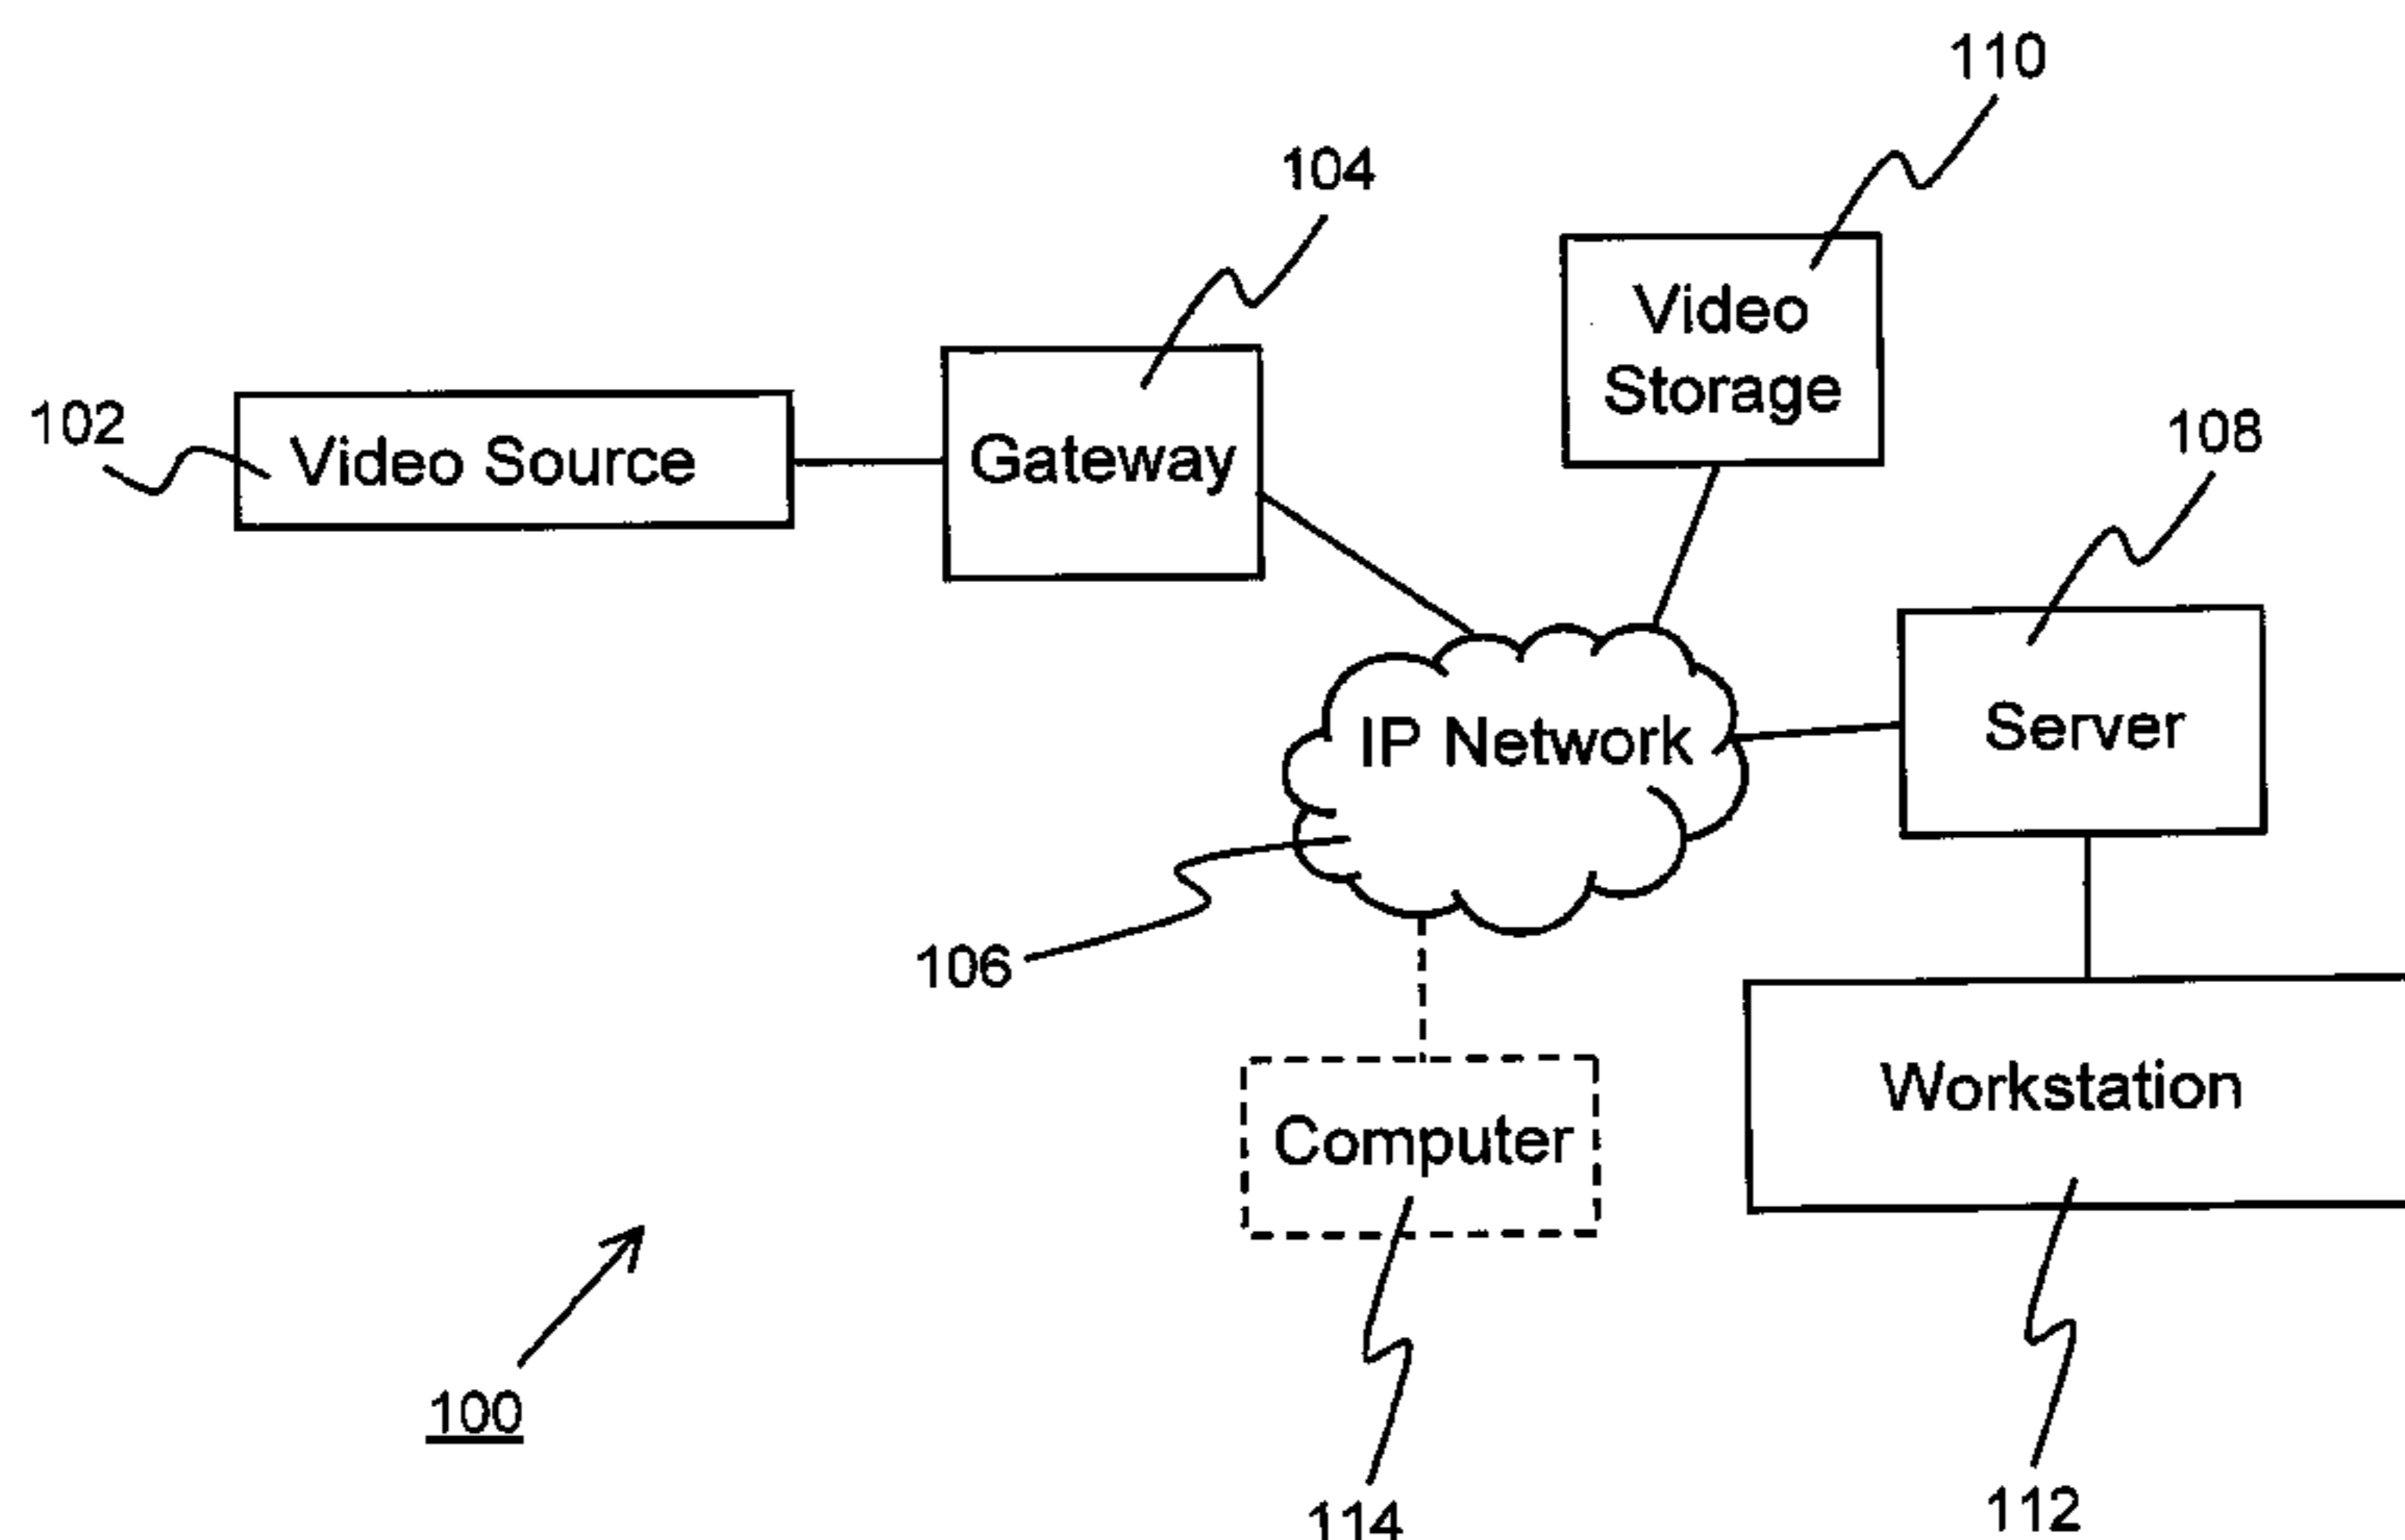 110
104
Video
Storage
102
Video Source
Gateway
108
IP Network
Server
106
Computer
Workstation
100
114
112